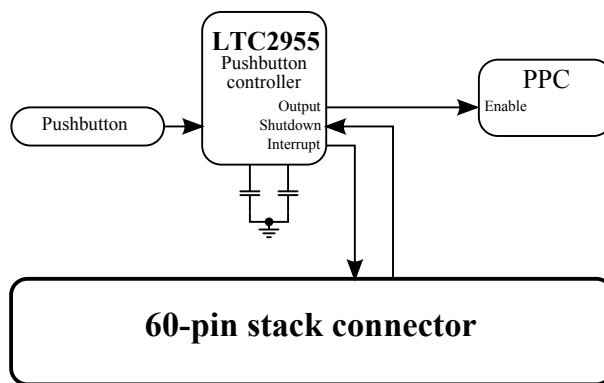 LTC2955
Pushbutton
controller
Output
Shutdown
Interrupt
Pushbutton
PPC
Enable
60-pin stack connector